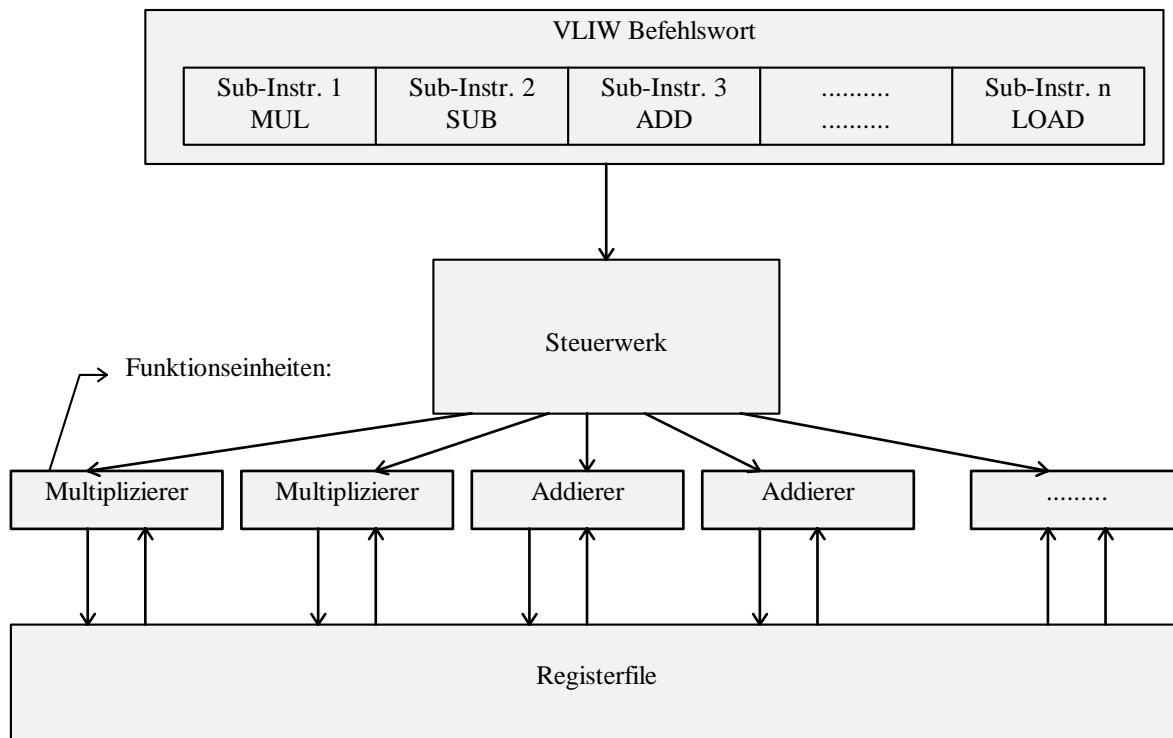 VLIW Befehlswort
Sub-Instr. 1 Sub-Instr. 2 Sub-Instr. 3 .......... Sub-Instr. n
MUL SUB ADD .......... LOAD
Steuerwerk
Funktionseinheiten:
Multiplizierer Multiplizierer Addierer Addierer .........
Registerfile